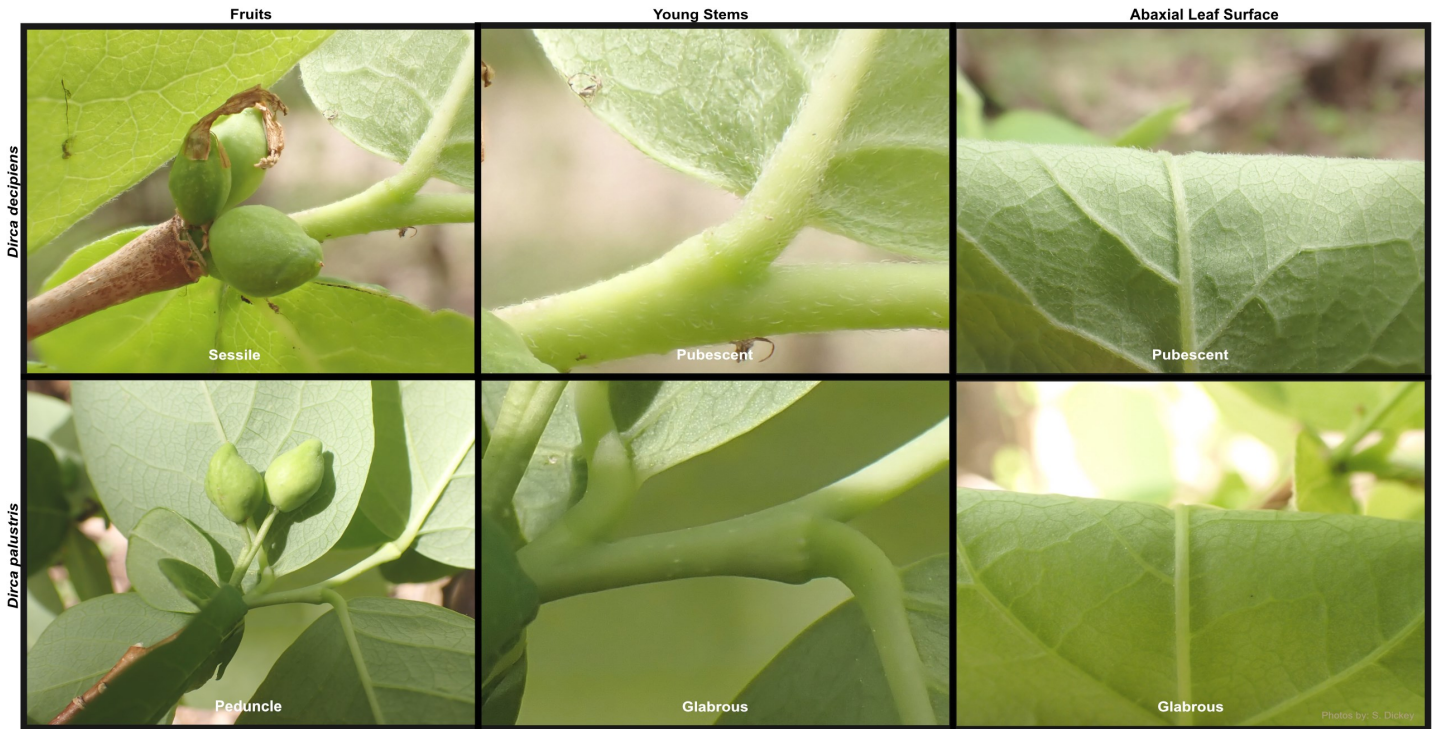 Fruits
Young Stems
Abaxial Leaf Surface
Dirca decipiens
Sessile
Pubescent
Pubescent
Dirca palustris
Peduncle
Glabrous
Glabrous
Photos by: S. Dickey